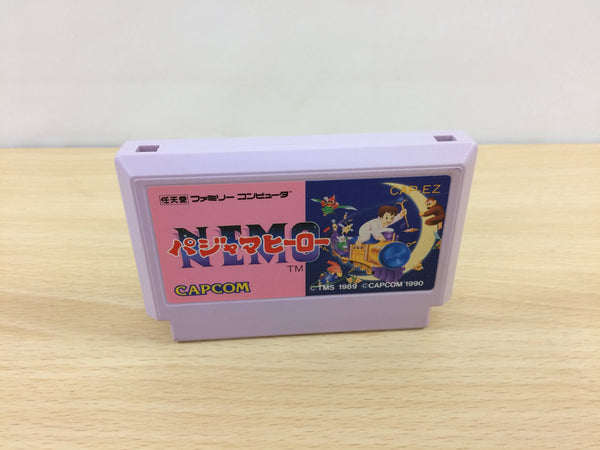 任天堂 ファミリー コンピュータ
CAP-EZ
NEMO
パジャマヒーロー
TM
CAPCOM
©TMS 1989 ©CAPCOM 1990